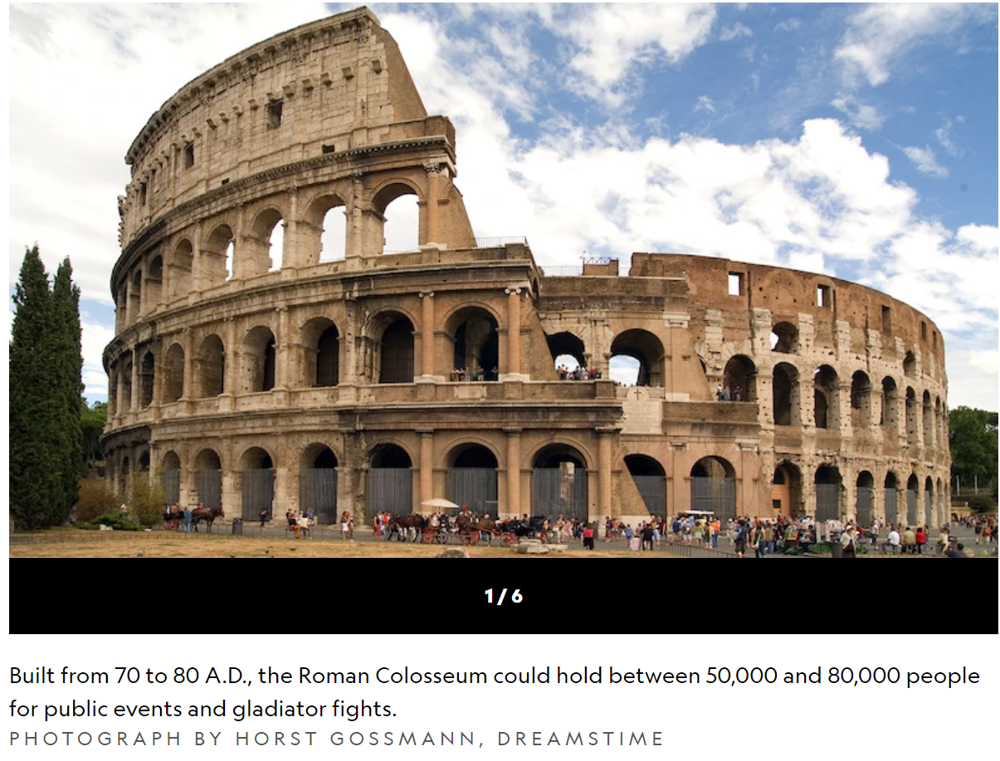 1/6
Built from 70 to 80 A.D., the Roman Colosseum could hold between 50,000 and 80,000 people
for public events and gladiator fights.
PHOTOGRAPH BY HORST GOSSMANN, DREAMSTIME